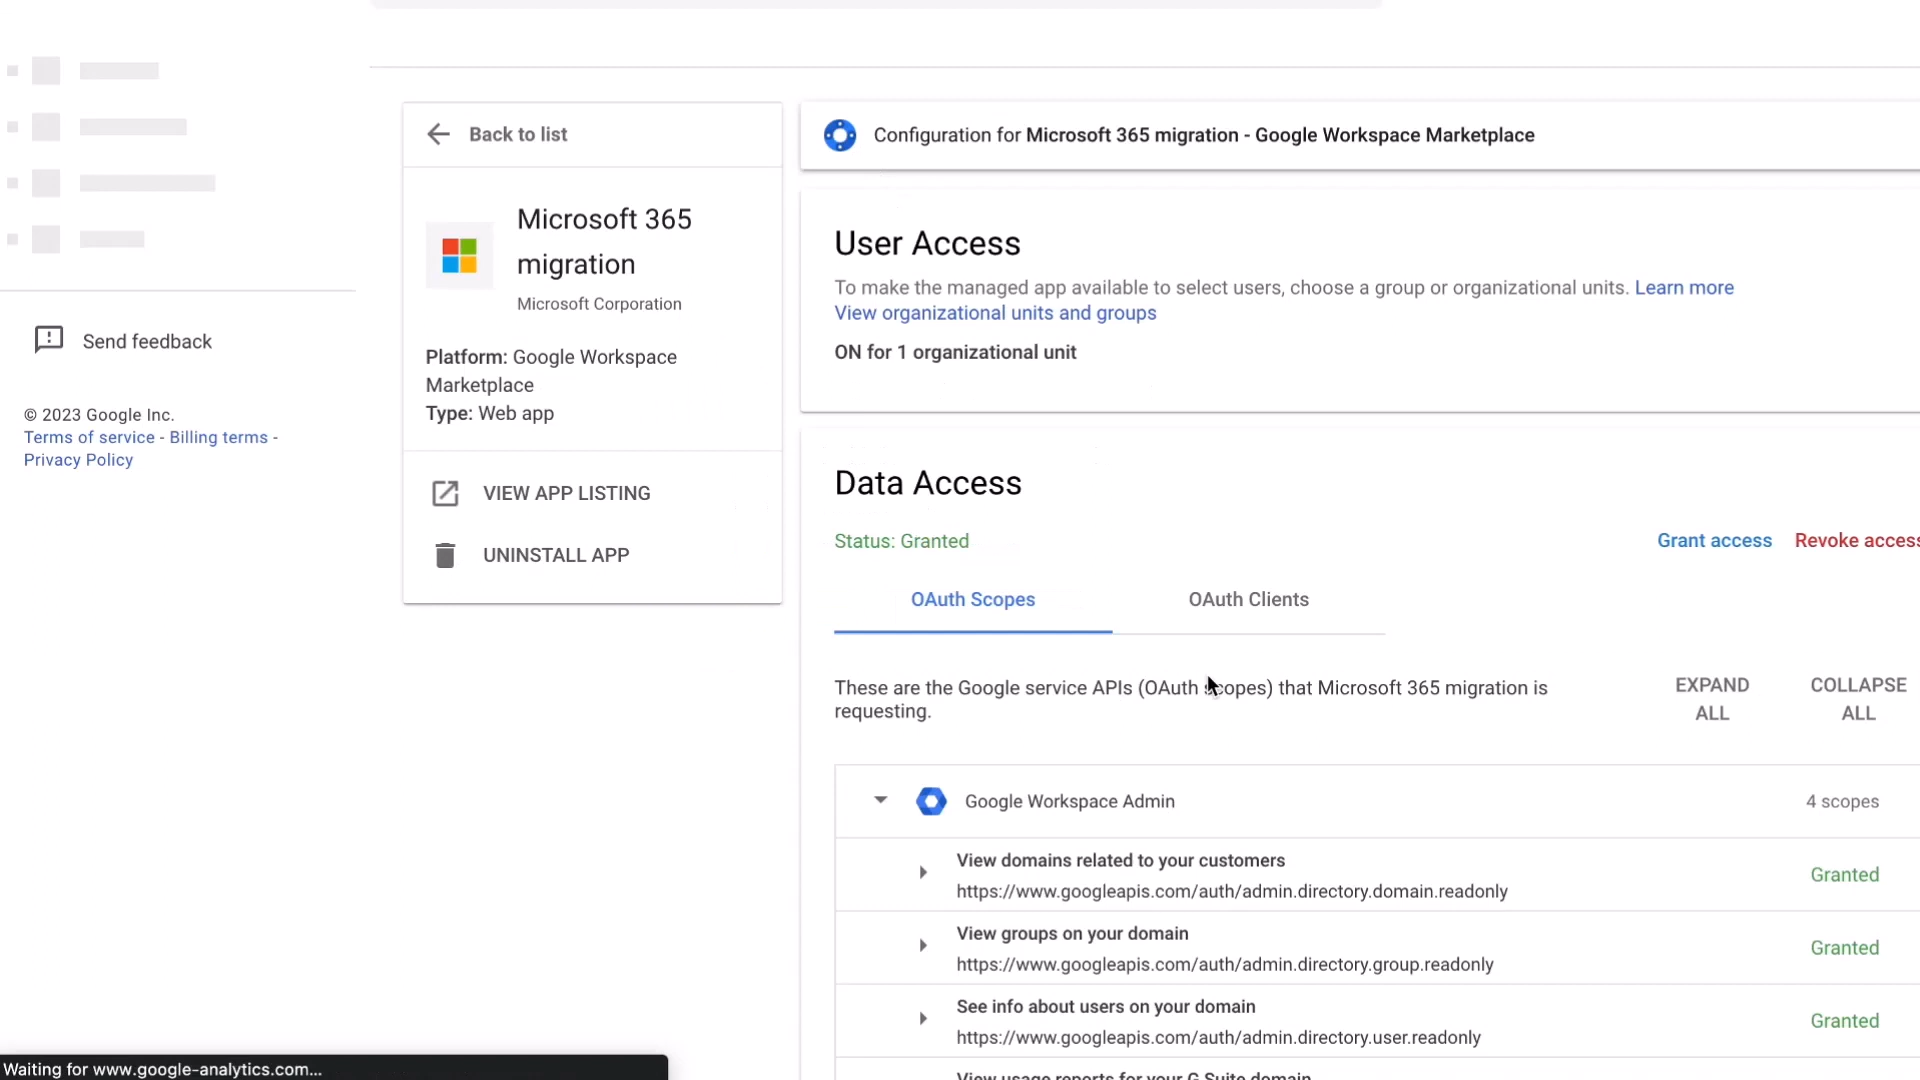 Back to list
Microsoft 365
migration
Microsoft Corporation
Platform: Google Workspace
Marketplace
Type: Web app
VIEW APP LISTING
UNINSTALL APP
Send feedback
© 2023 Google Inc.
Terms of service - Billing terms -
Privacy Policy
Configuration for Microsoft 365 migration - Google Workspace Marketplace
User Access
To make the managed app available to select users, choose a group or organizational units. Learn more
View organizational units and groups
ON for 1 organizational unit
Data Access
Status: Granted
Grant access
Revoke access
OAuth Scopes
OAuth Clients
These are the Google service APIs (OAuth scopes) that Microsoft 365 migration is
requesting.
EXPAND
ALL
COLLAPSE
ALL
Google Workspace Admin
4 scopes
View domains related to your customers
https://www.googleapis.com/auth/admin.directory.domain.readonly
Granted
View groups on your domain
https://www.googleapis.com/auth/admin.directory.group.readonly
Granted
See info about users on your domain
https://www.googleapis.com/auth/admin.directory.user.readonly
Granted
View usage reports for your G Suite domain
Waiting for www.google-analytics.com...